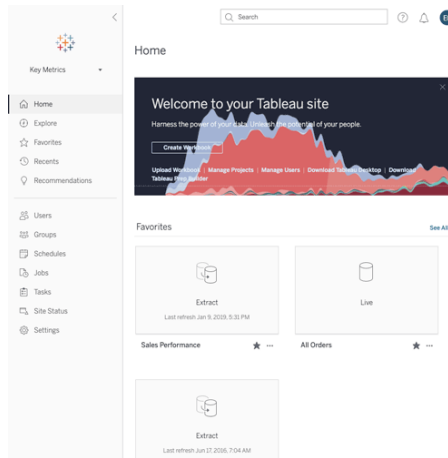 Search
E
Key Metrics
Home
Explore
Favorites
Recents
Recommendations
Users
Groups
Schedules
Jobs
Tasks
Site Status
Settings
Home
Welcome to your Tableau site
Harness the power of your data. Unleash the potential of your people.
Create Workbook
Upload Workbook | Manage Projects | Manage Users | Download Tableau Desktop | Download
Tableau Prep Builder
Favorites
See All
Extract
Last refresh Jan 9, 2019, 5:31 PM
Sales Performance
Live
All Orders
Extract
Last refresh Jun 17, 2016, 7:04 AM